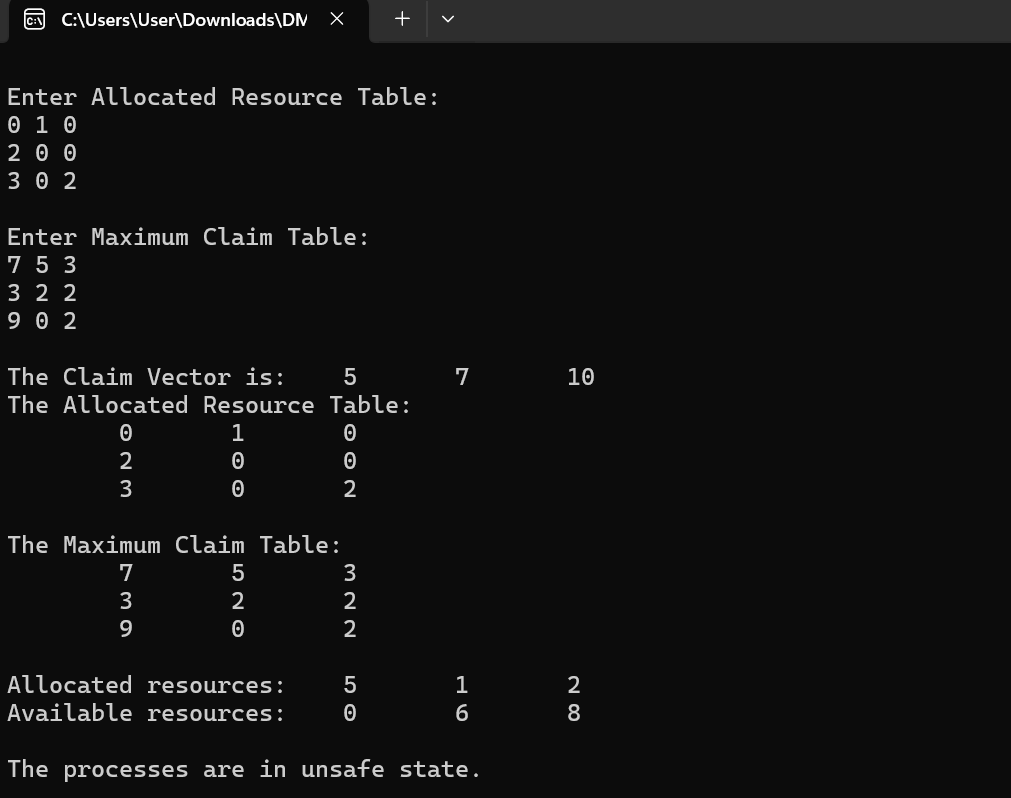 C:\Users\User\Downloads\DM
Enter Allocated Resource Table:
0 1 0
2 0 0
3 0 2
Enter Maximum Claim Table:
7 5 3
3 2 2
9 0 2
The Claim Vector is: 5 7 10
The Allocated Resource Table:
0 1 0
2 0 0
3 0 2
The Maximum Claim Table:
7 5 3
3 2 2
9 0 2
Allocated resources: 5 1 2
Available resources: 0 6 8
The processes are in unsafe state.